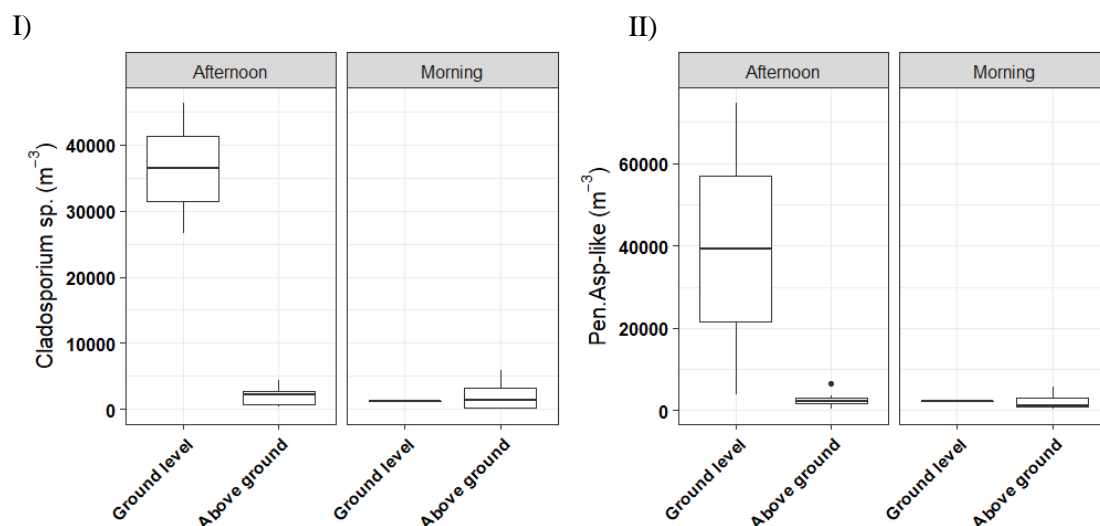 I)
Afternoon Morning
Cladosporium sp. (m⁻³)
40000
30000
20000
10000
0
Ground level
Above ground
Ground level
Above ground
II)
Afternoon Morning
Pen.Asp-like (m⁻³)
60000
40000
20000
0
Ground level
Above ground
Ground level
Above ground